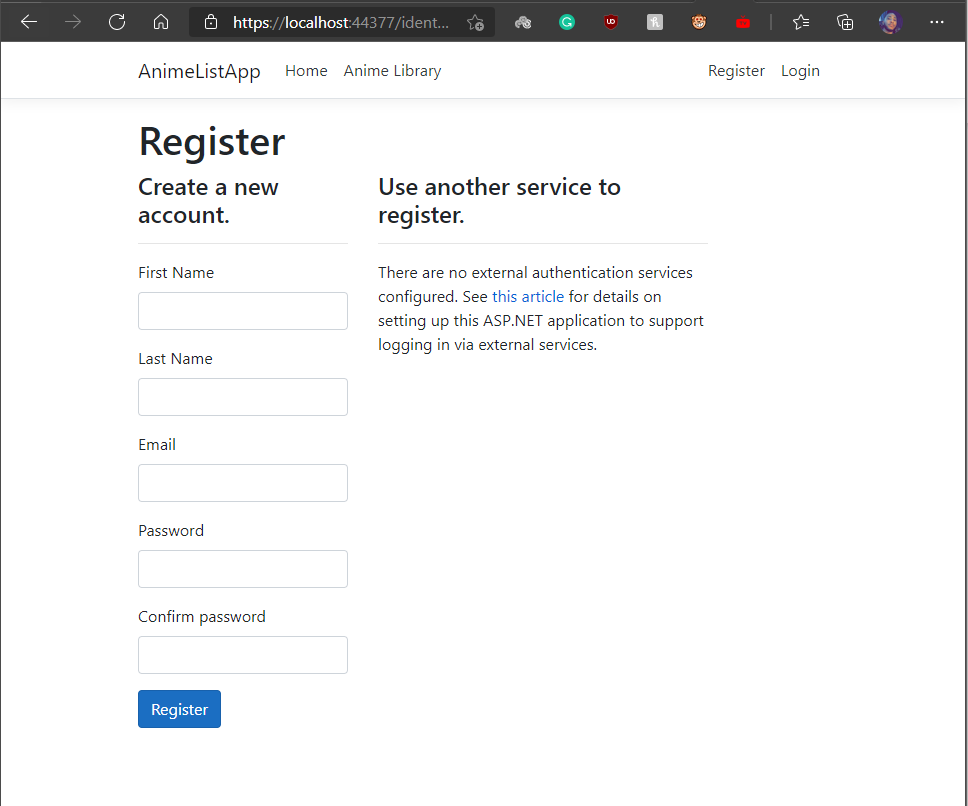 https://localhost:44377/ident...
AnimeListApp Home Anime Library Register Login
Register
Create a new
account.
Use another service to
register.
First Name
Last Name
Email
Password
Confirm password
Register
There are no external authentication services
configured. See this article for details on
setting up this ASP.NET application to support
logging in via external services.